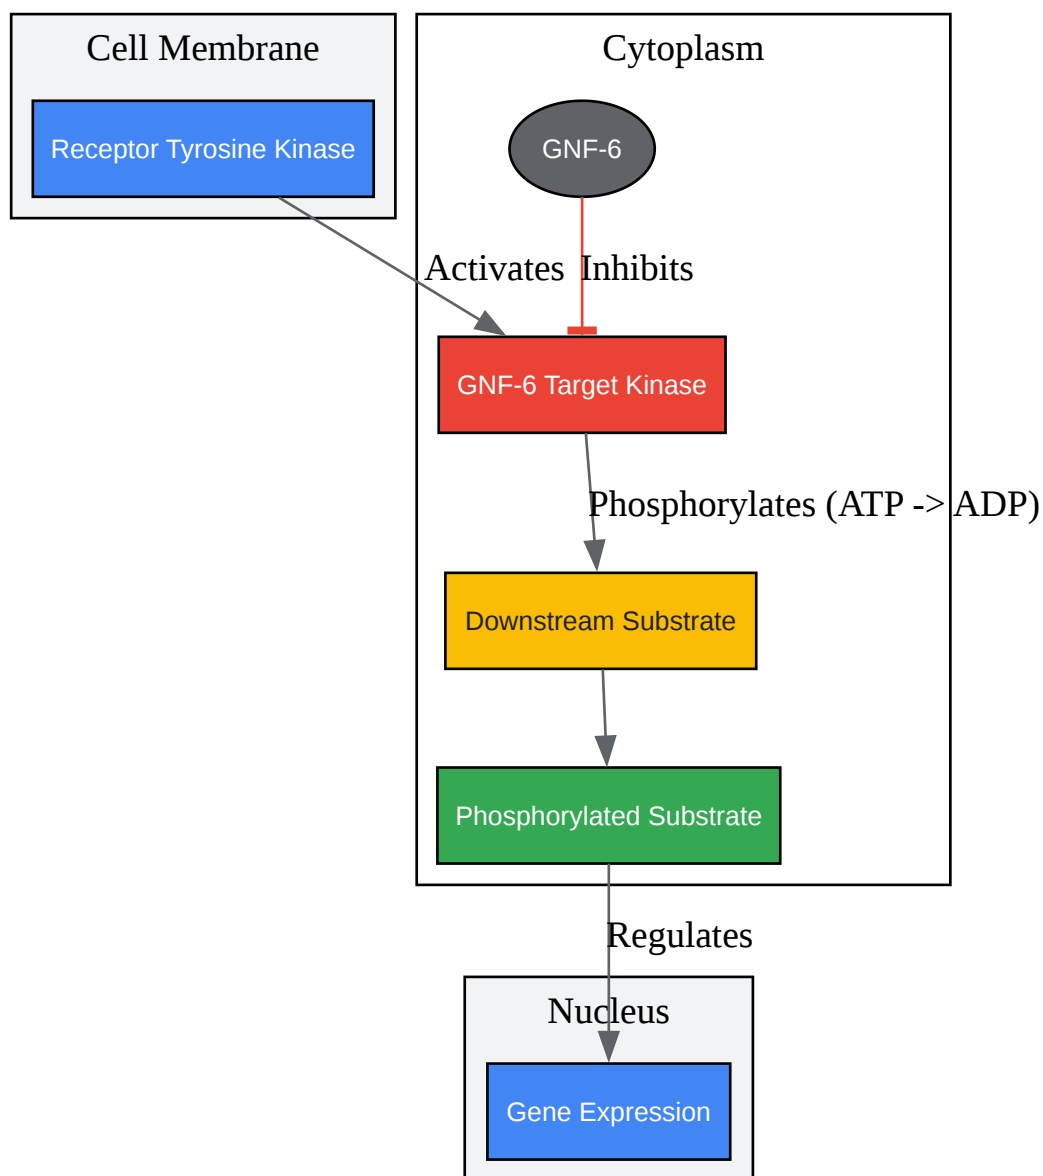 Cell Membrane
Cytoplasm
Receptor Tyrosine Kinase
GNF-6
Activates
Inhibits
GNF-6 Target Kinase
Phosphorylates (ATP -> ADP)
Downstream Substrate
Phosphorylated Substrate
Regulates
Nucleus
Gene Expression